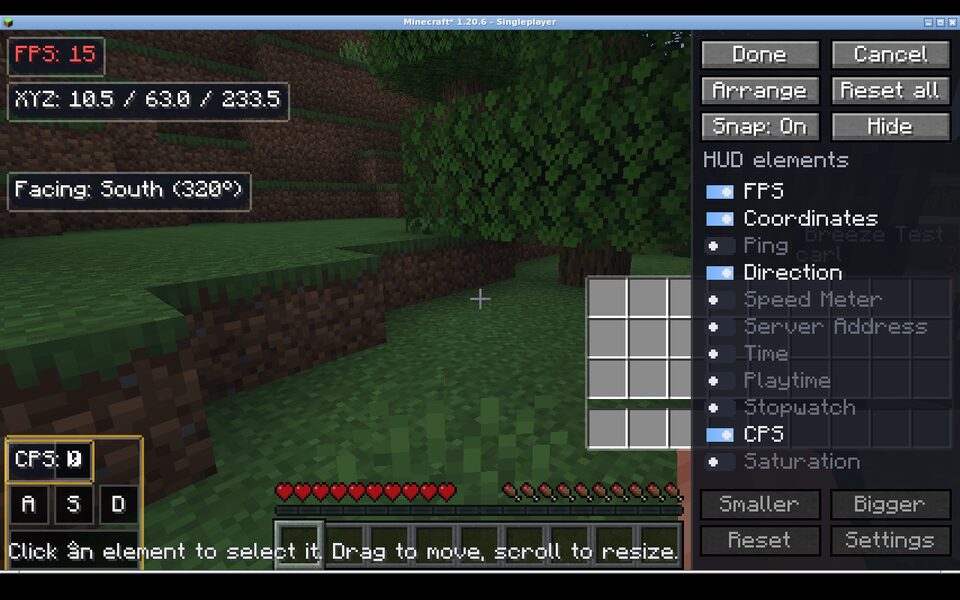 Minecraft* 1.20.6 - Singleplayer
FPS: 15
XYZ: 10.5 / 63.0 / 233.5
Facing: South (320°)
CPS: 0
A S D
Click an element to select it. Drag to move, scroll to resize.
Done Cancel
Arrange Reset all
Snap: On Hide
HUD elements
FPS
Coordinates
Ping
Direction
Speed Meter
Server Address
Time
Playtime
Stopwatch
CPS
Saturation
Breeze Test
carl
Smaller Bigger
Reset Settings